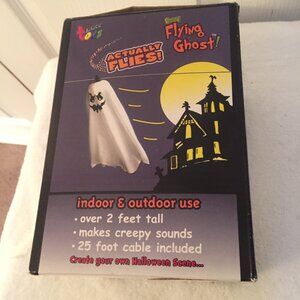 toys
Flying
Ghost!
ACTUALLY
FLIES!
indoor & outdoor use
• over 2 feet tall
• makes creepy sounds
• 25 foot cable included
Create your own Halloween Scene...